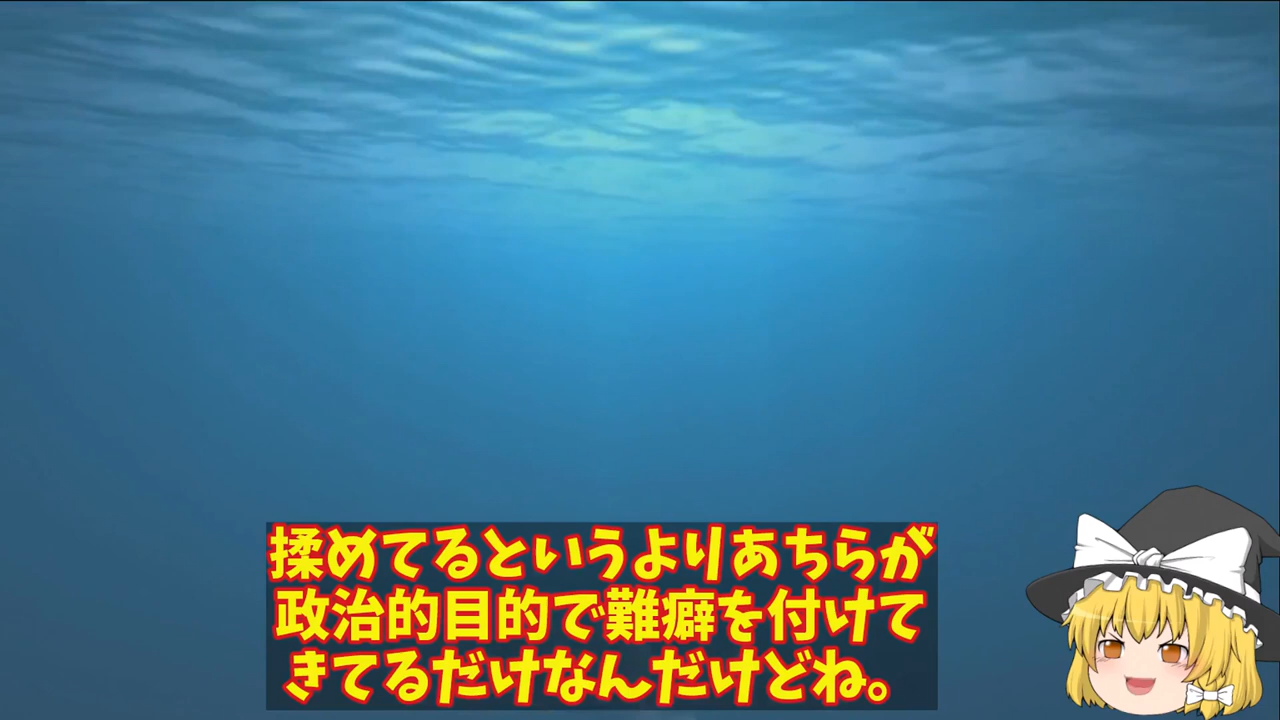 揉めてるというよりあちらが
政治的目的で難癖を付けて
きてるだけなんだけどね。